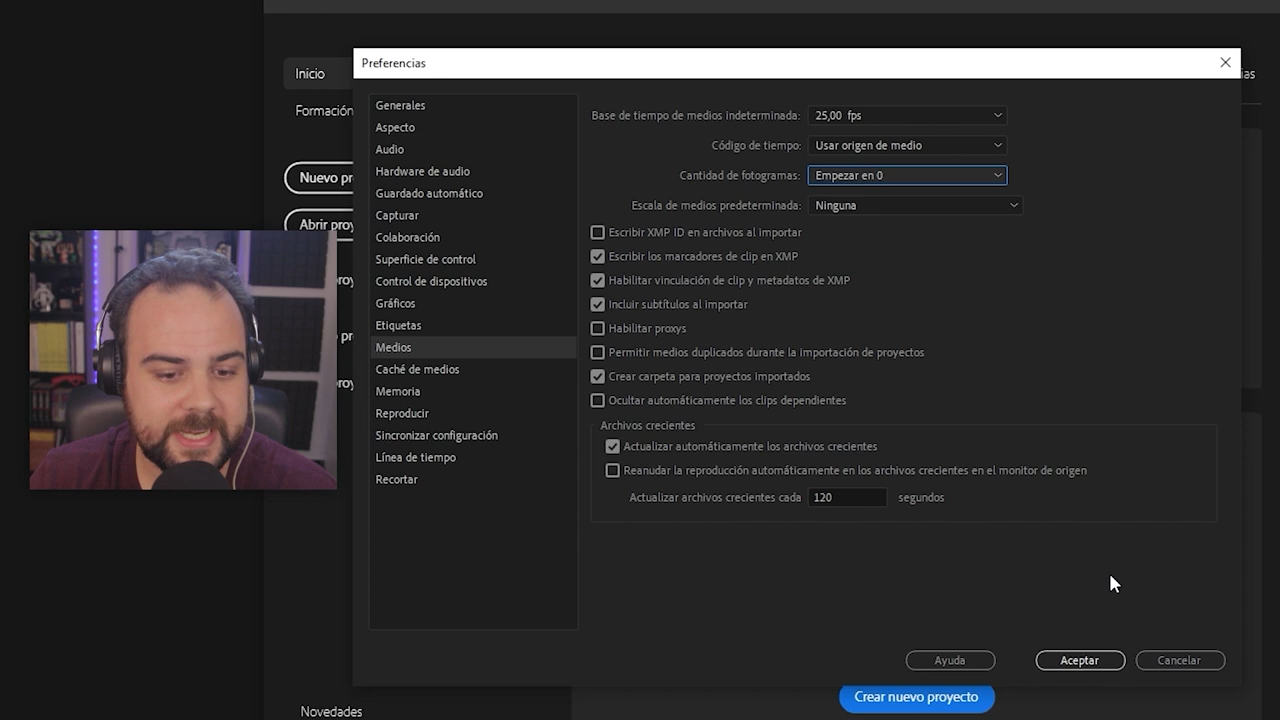 Preferencias
Inicio
ias
Formación
Nuevo pr
Abrir proy
proy
pr
proy
Generales
Aspecto
Audio
Hardware de audio
Guardado automático
Capturar
Colaboración
Superficie de control
Control de dispositivos
Gráficos
Etiquetas
Medios
Caché de medios
Memoria
Reproducir
Sincronizar configuración
Línea de tiempo
Recortar
Base de tiempo de medios indeterminada: 25,00 fps
Código de tiempo: Usar origen de medio
Cantidad de fotogramas: Empezar en 0
Escala de medios predeterminada: Ninguna
Escribir XMP ID en archivos al importar
Escribir los marcadores de clip en XMP
Habilitar vinculación de clip y metadatos de XMP
Incluir subtítulos al importar
Habilitar proxys
Permitir medios duplicados durante la importación de proyectos
Crear carpeta para proyectos importados
Ocultar automáticamente los clips dependientes
Archivos crecientes
Actualizar automáticamente los archivos crecientes
Reanudar la reproducción automáticamente en los archivos crecientes en el monitor de origen
Actualizar archivos crecientes cada 120 segundos
Ayuda
Aceptar
Cancelar
Crear nuevo proyecto
Novedades